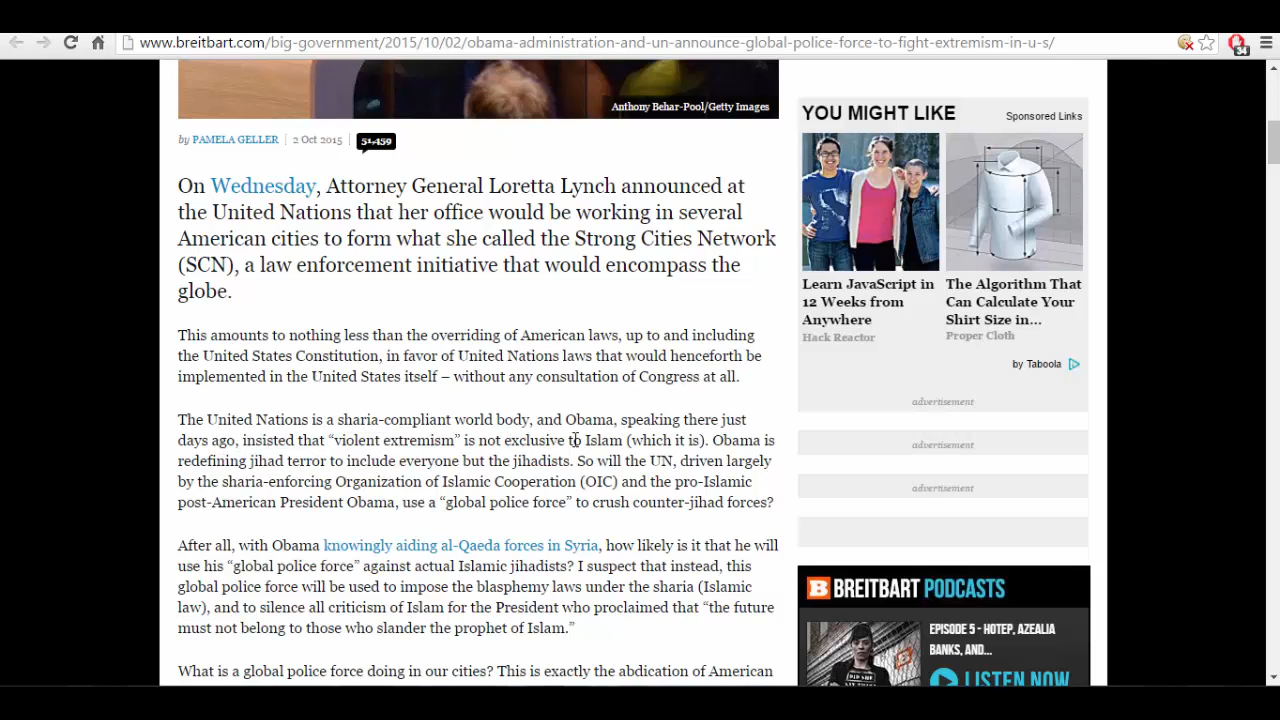 www.breitbart.com/big-government/2015/10/02/obama-administration-and-un-announce-global-police-force-to-fight-extremism-in-u-s/
34
Anthony Behar-Pool/Getty Images
by PAMELA GELLER 2 Oct 2015 51,459
On Wednesday, Attorney General Loretta Lynch announced at
the United Nations that her office would be working in several
American cities to form what she called the Strong Cities Network
(SCN), a law enforcement initiative that would encompass the
globe.
This amounts to nothing less than the overriding of American laws, up to and including
the United States Constitution, in favor of United Nations laws that would henceforth be
implemented in the United States itself – without any consultation of Congress at all.
The United Nations is a sharia-compliant world body, and Obama, speaking there just
days ago, insisted that “violent extremism” is not exclusive to Islam (which it is). Obama is
redefining jihad terror to include everyone but the jihadists. So will the UN, driven largely
by the sharia-enforcing Organization of Islamic Cooperation (OIC) and the pro-Islamic
post-American President Obama, use a “global police force” to crush counter-jihad forces?
After all, with Obama knowingly aiding al-Qaeda forces in Syria, how likely is it that he will
use his “global police force” against actual Islamic jihadists? I suspect that instead, this
global police force will be used to impose the blasphemy laws under the sharia (Islamic
law), and to silence all criticism of Islam for the President who proclaimed that “the future
must not belong to those who slander the prophet of Islam.”
What is a global police force doing in our cities? This is exactly the abdication of American
YOU MIGHT LIKE
Sponsored Links
Learn JavaScript in
12 Weeks from
Anywhere
Hack Reactor
The Algorithm That
Can Calculate Your
Shirt Size in...
Proper Cloth
by Taboola
advertisement
advertisement
advertisement
B BREITBART PODCASTS
EPISODE 5 - HOTEP, AZEALIA
BANKS, AND...
LISTEN NOW